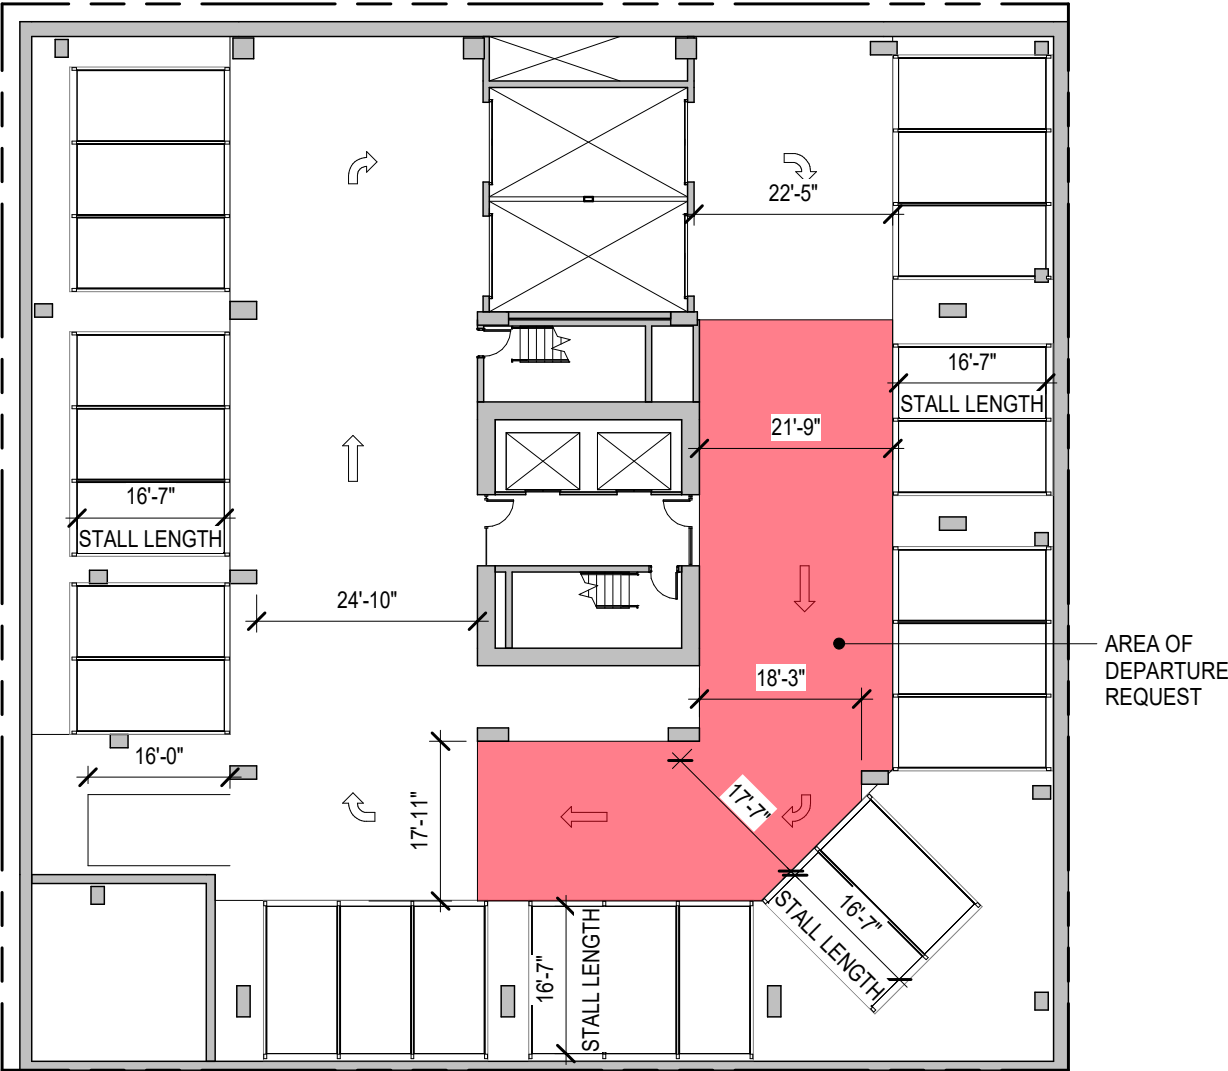 22'-5"
16'-7"
STALL LENGTH
21'-9"
16'-7"
STALL LENGTH
24'-10"
AREA OF
DEPARTURE
REQUEST
18'-3"
16'-0"
17'-11"
17'-7"
16'-7"
STALL LENGTH
16'-7"
STALL LENGTH